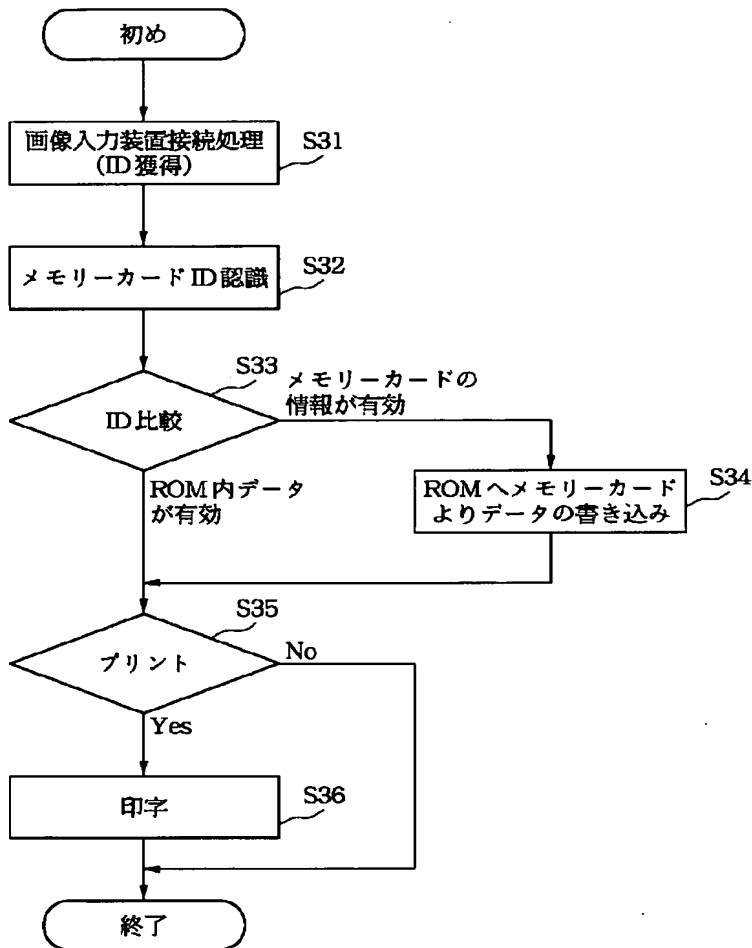 初め
画像入力装置接続処理
(ID獲得)
S31
メモリーカードID認識
S32
S33
ID比較
メモリーカードの
情報が有効
ROM内データ
が有効
ROMへメモリーカード
よりデータの書き込み
S34
S35
プリント
No
Yes
印字
S36
終了